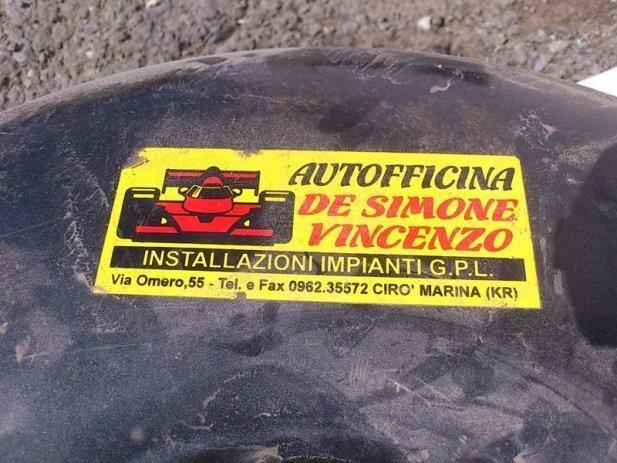 AUTOFFICINA
DE SIMONE
VINCENZO
INSTALLAZIONI IMPIANTI G.P.L.
Via Omero,55 - Tel. e Fax 0962.35572 CIRO' MARINA (KR)